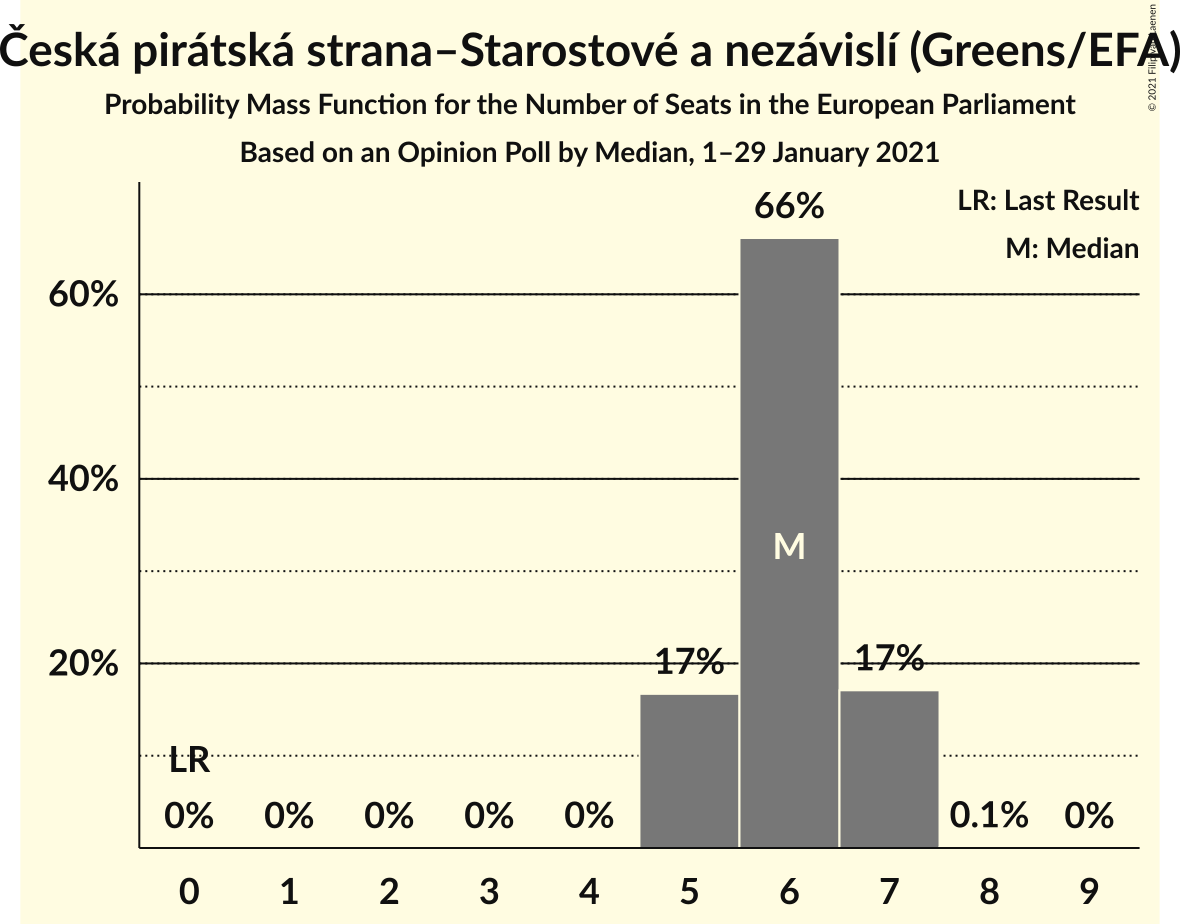 Česká pirátská strana–Starostové a nezávislí (Greens/EFA)
Probability Mass Function for the Number of Seats in the European Parliament
Based on an Opinion Poll by Median, 1–29 January 2021
© 2021 Filip
LR: Last Result
M: Median
66%
60%
40%
M
20%
17%
17%
LR
0% 0% 0% 0% 0% 0.1% 0%
0 1 2 3 4 5 6 7 8 9